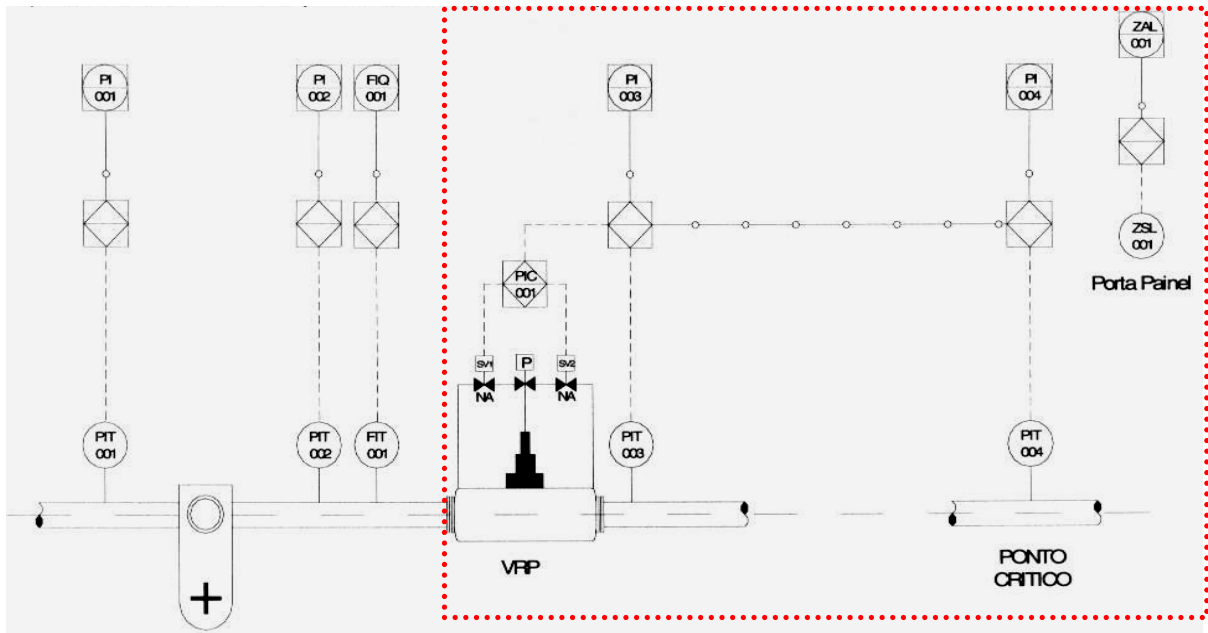 ZAL
001
PI
001
PI
002
FIQ
001
PI
003
PI
004
ZSL
001
Porta Painel
PIC
001
SV1
P
SV2
NA
NA
PIT
001
PIT
002
FIT
001
PIT
003
PIT
004
VRP
PONTO
CRITICO